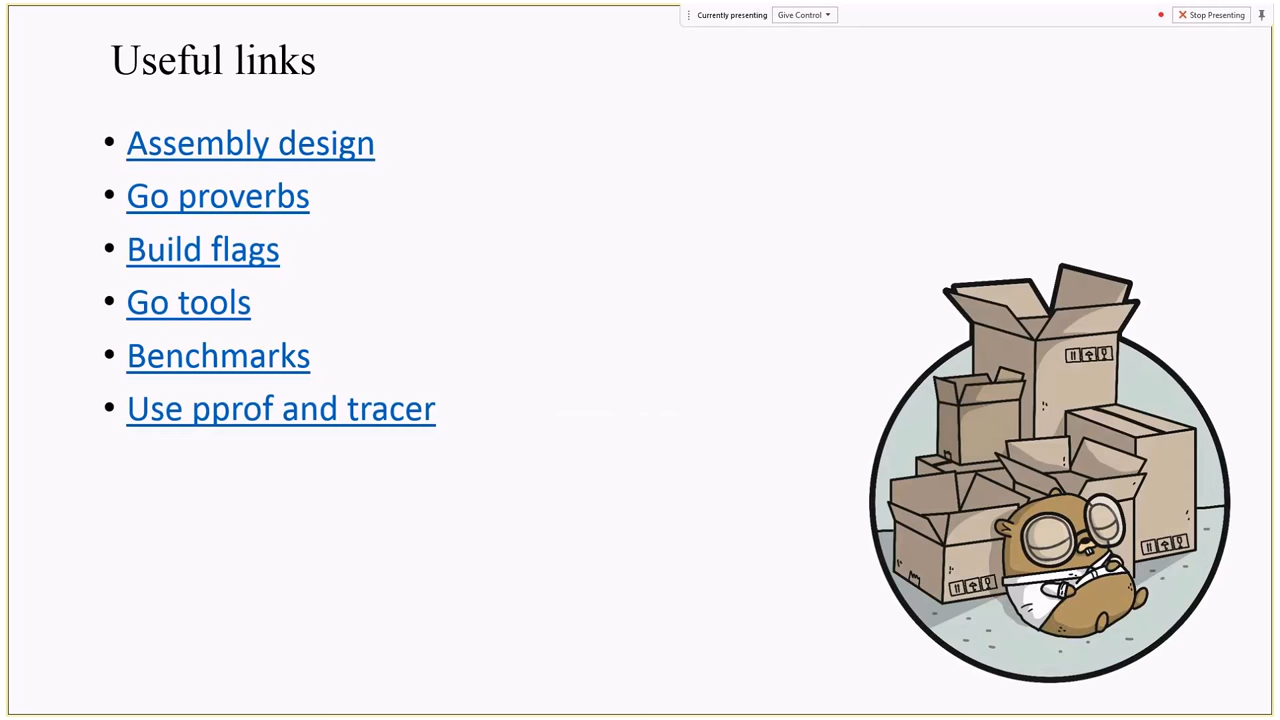 Currently presenting
Give Control
Stop Presenting
Useful links
• Assembly design
• Go proverbs
• Build flags
• Go tools
• Benchmarks
• Use pprof and tracer